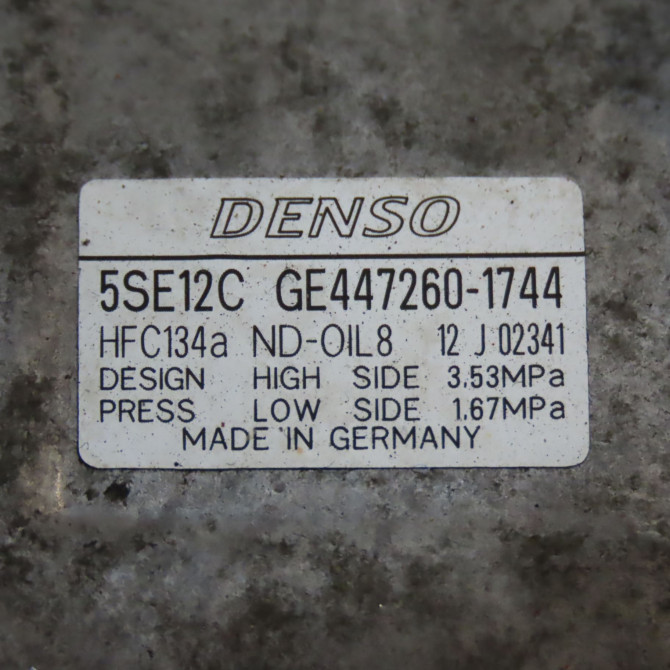 DENSO
5SE12C GE447260-1744
HFC134a ND-OIL8 12 J 02341
DESIGN HIGH SIDE 3.53MPa
PRESS LOW SIDE 1.67MPa
MADE IN GERMANY